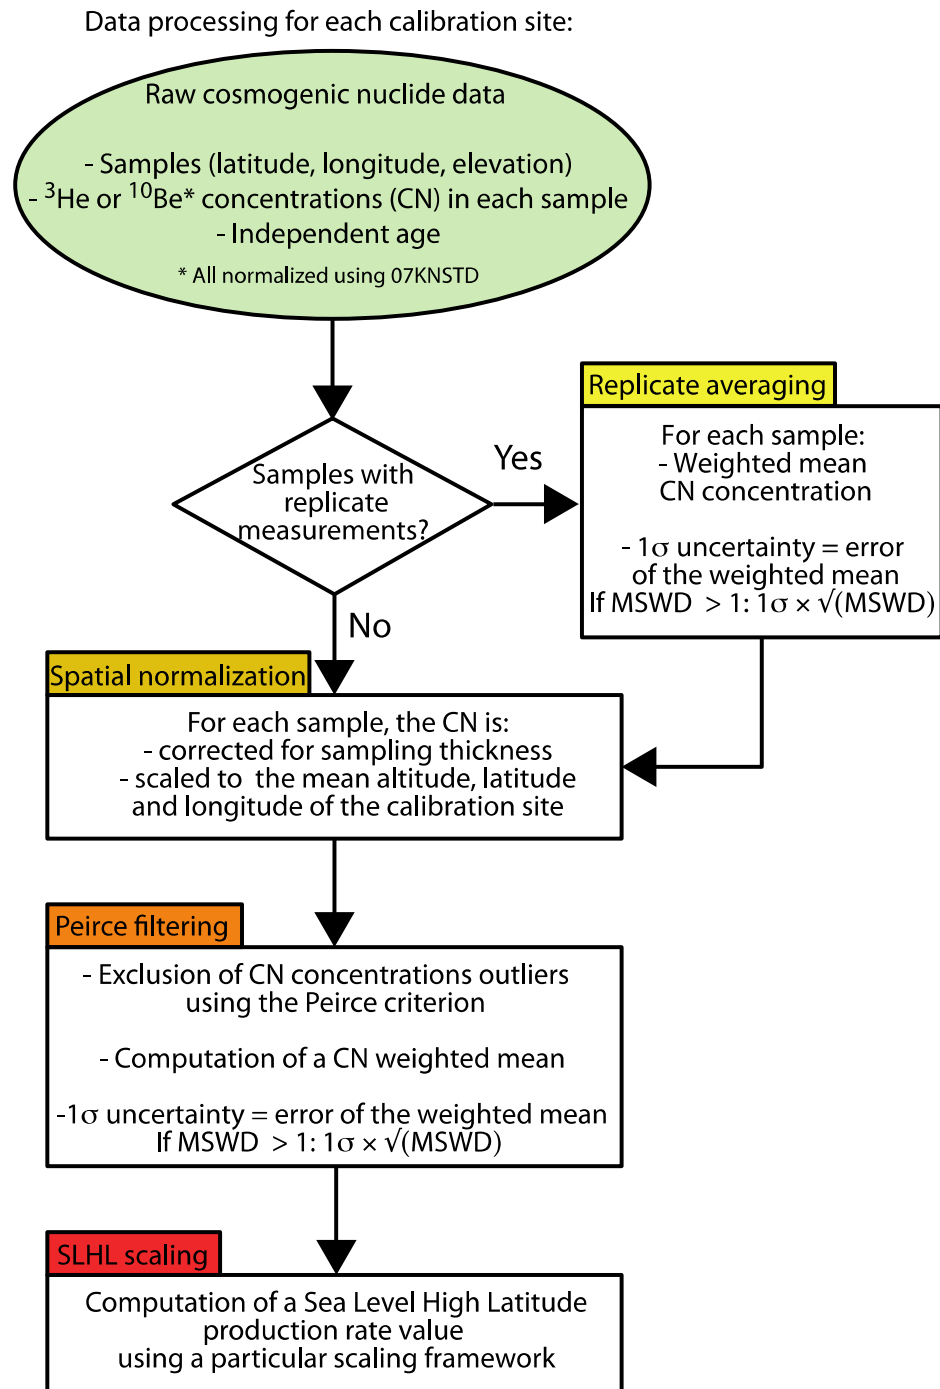 Data processing for each calibration site:
Raw cosmogenic nuclide data
- Samples (latitude, longitude, elevation)
- ³He or ¹⁰Be* concentrations (CN) in each sample
- Independent age
* All normalized using 07KNSTD
Samples with
replicate
measurements?
Yes
No
Replicate averaging
For each sample:
- Weighted mean
CN concentration
- 1σ uncertainty = error
of the weighted mean
If MSWD > 1: 1σ × √(MSWD)
Spatial normalization
For each sample, the CN is:
- corrected for sampling thickness
- scaled to the mean altitude, latitude
and longitude of the calibration site
Peirce filtering
- Exclusion of CN concentrations outliers
using the Peirce criterion
- Computation of a CN weighted mean
-1σ uncertainty = error of the weighted mean
If MSWD > 1: 1σ × √(MSWD)
SLHL scaling
Computation of a Sea Level High Latitude
production rate value
using a particular scaling framework